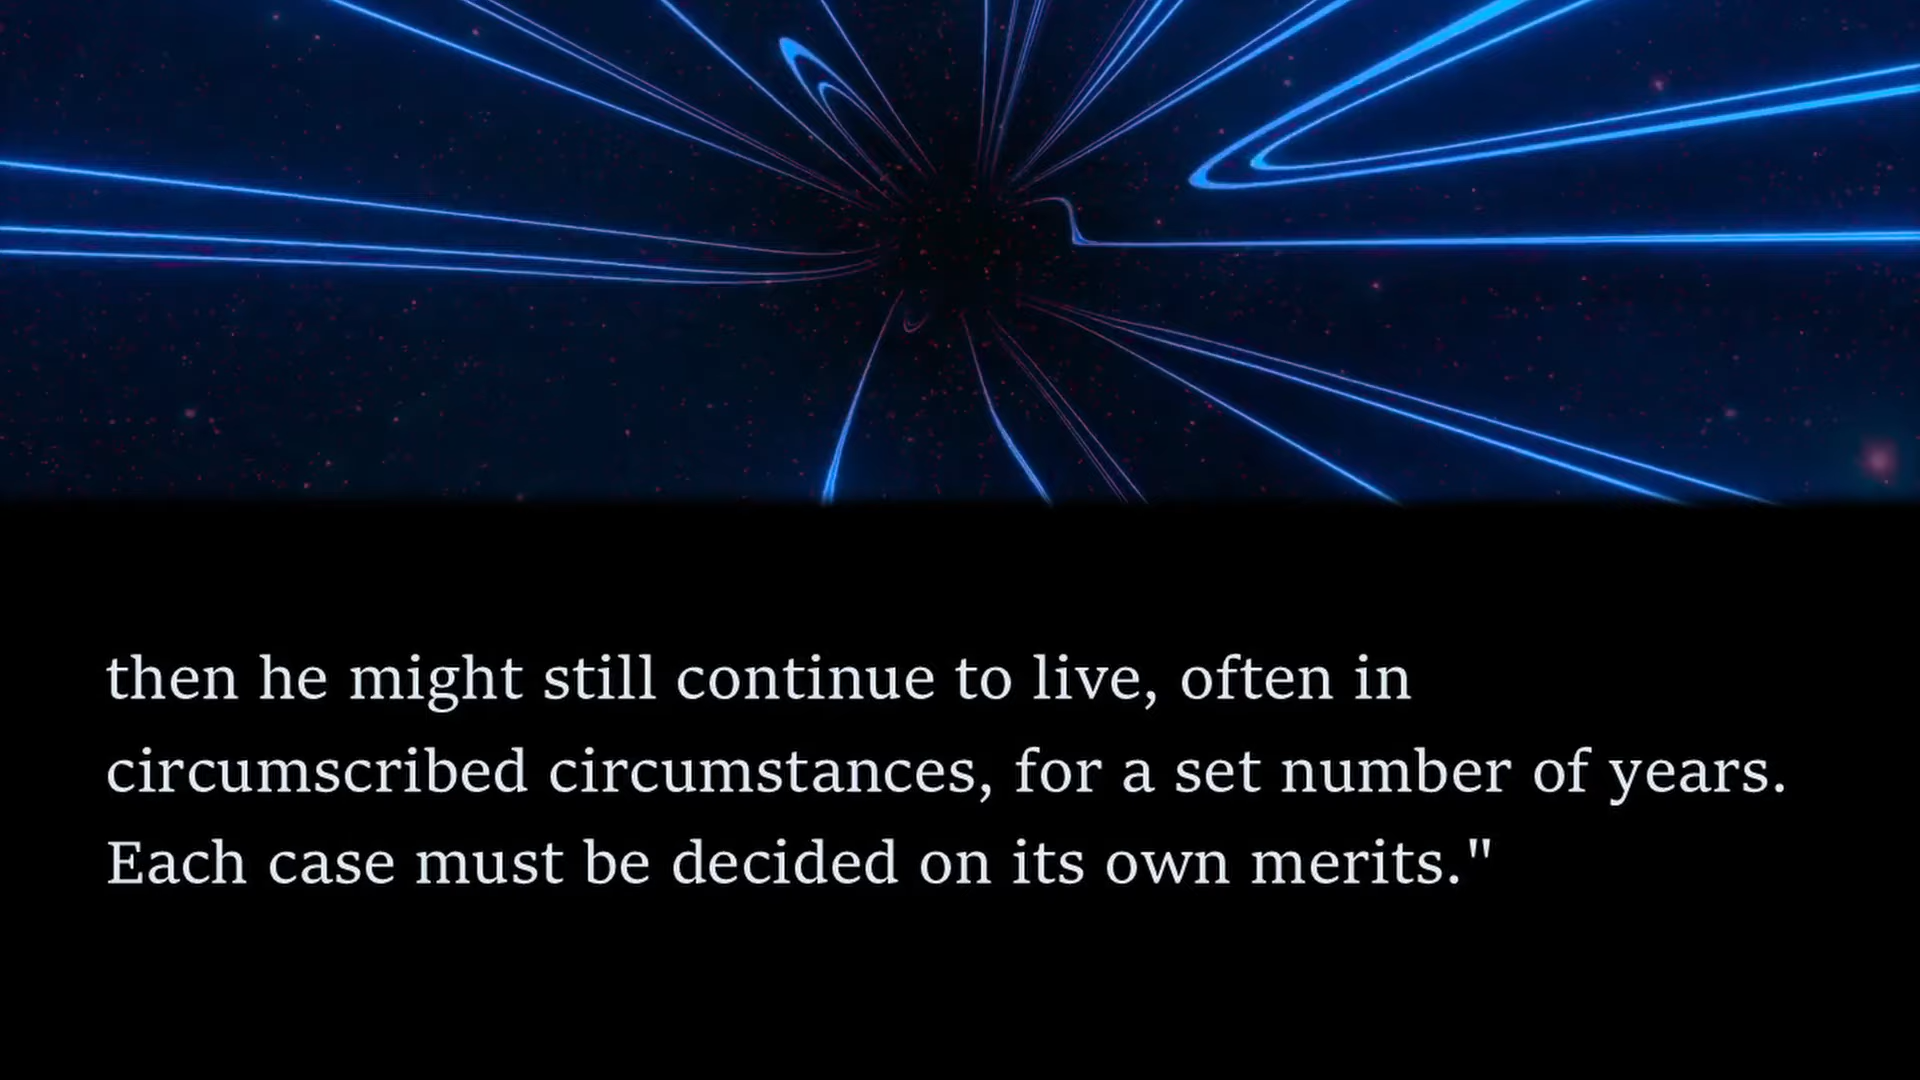 then he might still continue to live, often in
circumscribed circumstances, for a set number of years.
Each case must be decided on its own merits."